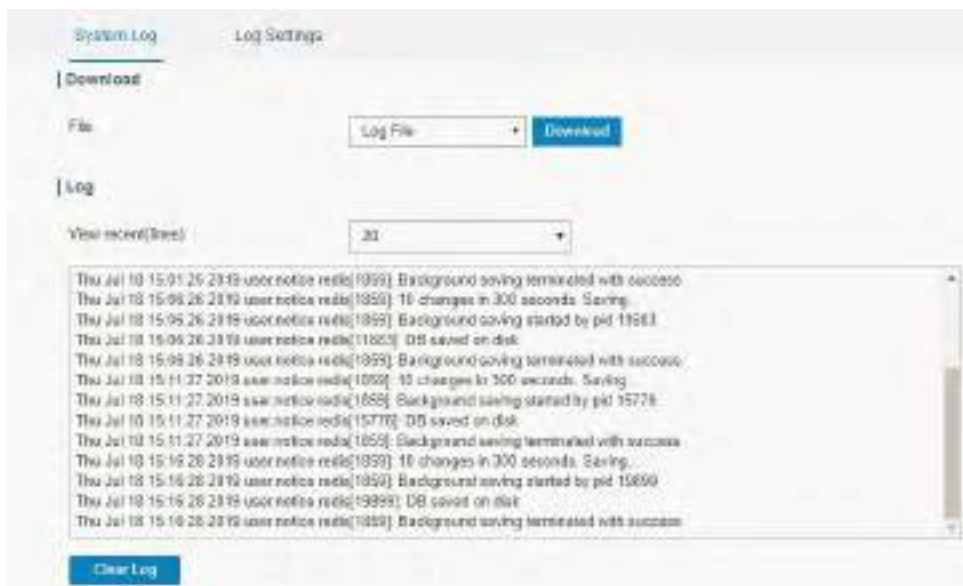 System Log Log Settings
Download
File Log File Download
Log
View recent(lines) 20
Thu Jul 18 15:01:25 2019 user.notice redis[1859]: Background saving terminated with success
Thu Jul 18 15:06:26 2019 user.notice redis[1859]: 10 changes in 300 seconds. Saving...
Thu Jul 18 15:06:26 2019 user.notice redis[1859]: Background saving started by pid
Thu Jul 18 15:06:26 2019 user.notice DB saved on disk
Thu Jul 18 15:06:26 2019 user.notice redis[1859]: Background saving terminated with success
Thu Jul 18 15:11:27 2019 user.notice redis[1859]: 10 changes in 300 seconds. Saving...
Thu Jul 18 15:11:27 2019 user.notice redis[1859]: Background saving started by pid 15776
Thu Jul 18 15:11:27 2019 user.notice redis[15776]: DB saved on disk
Thu Jul 18 15:11:27 2019 user.notice redis[1859]: Background saving terminated with success
Thu Jul 18 15:16:28 2019 user.notice redis[1859]: 10 changes in 300 seconds. Saving...
Thu Jul 18 15:16:28 2019 user.notice redis[1859]: Background saving started by pid 19899
Thu Jul 18 15:16:28 2019 user.notice redis[19899]: DB saved on disk
Thu Jul 18 15:16:28 2019 user.notice redis[1859]: Background saving terminated with success
Clear Log